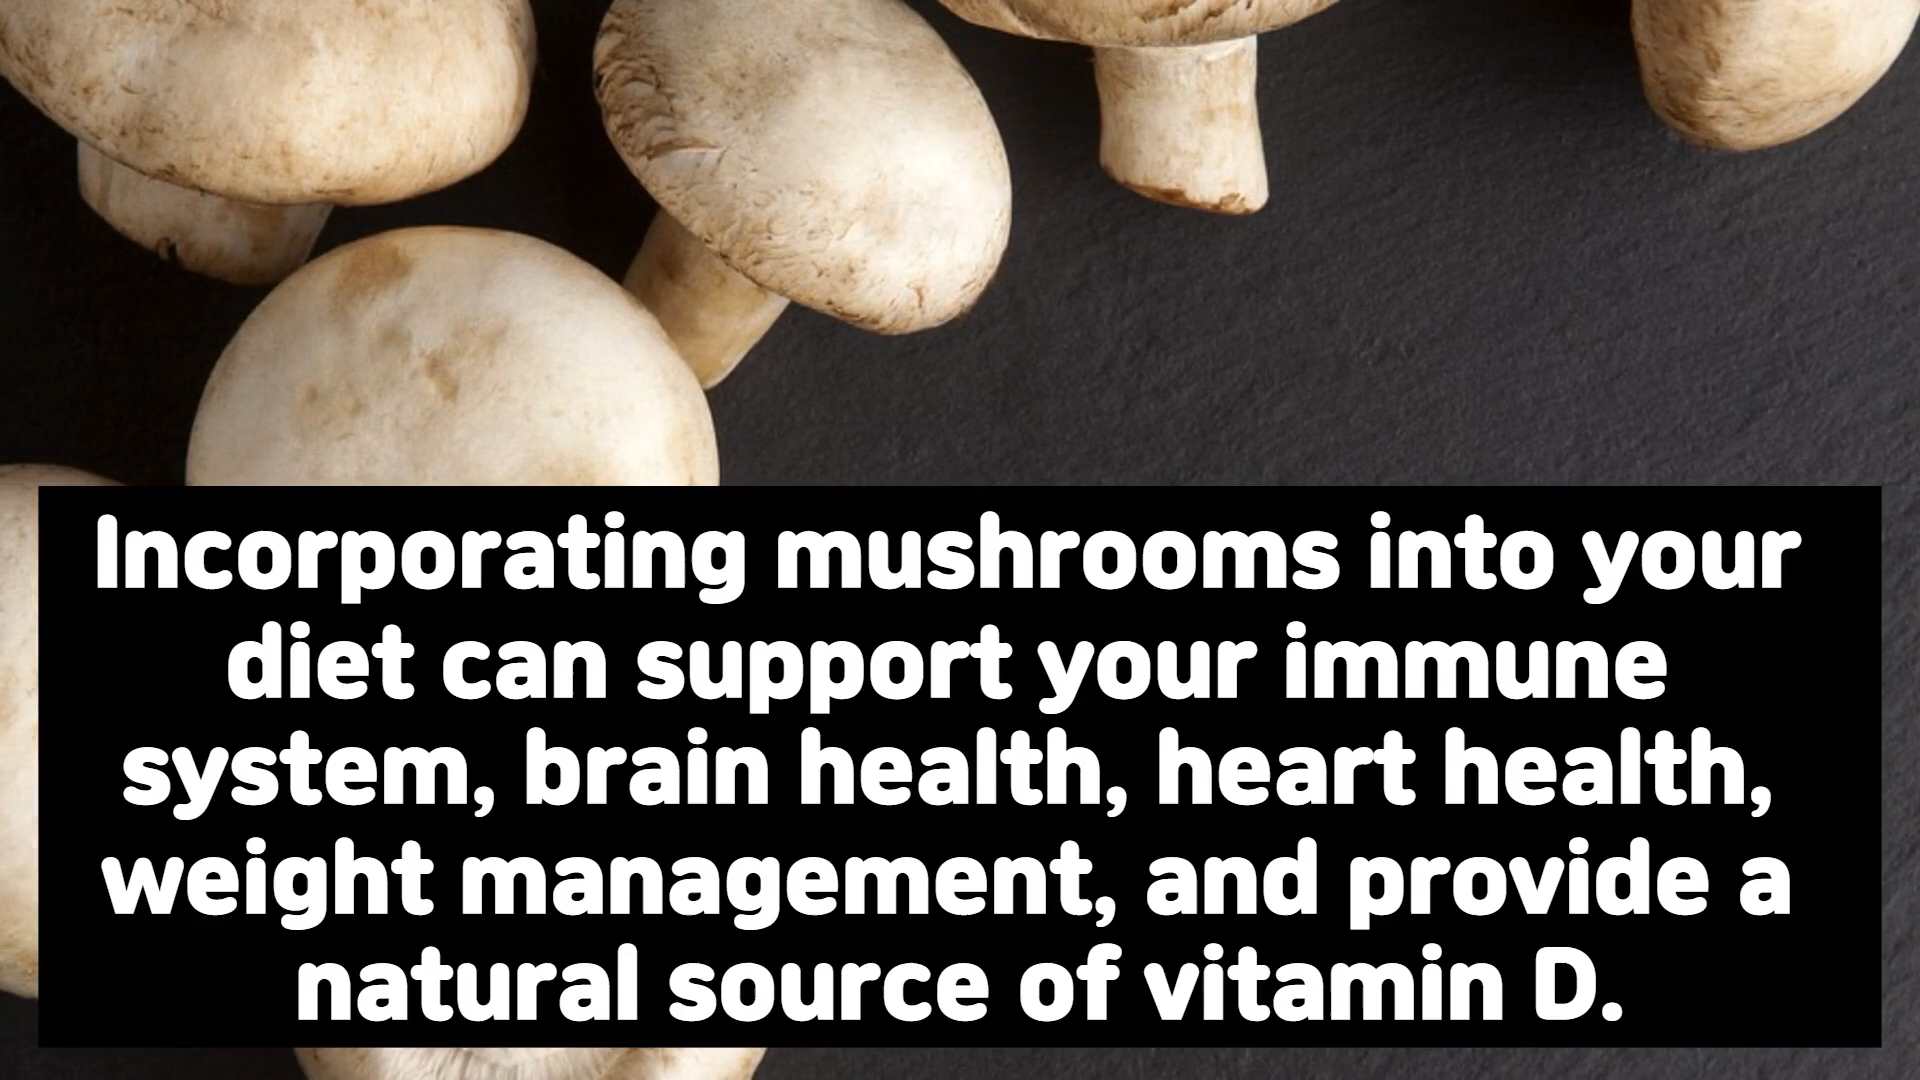 Incorporating mushrooms into your
diet can support your immune
system, brain health, heart health,
weight management, and provide a
natural source of vitamin D.